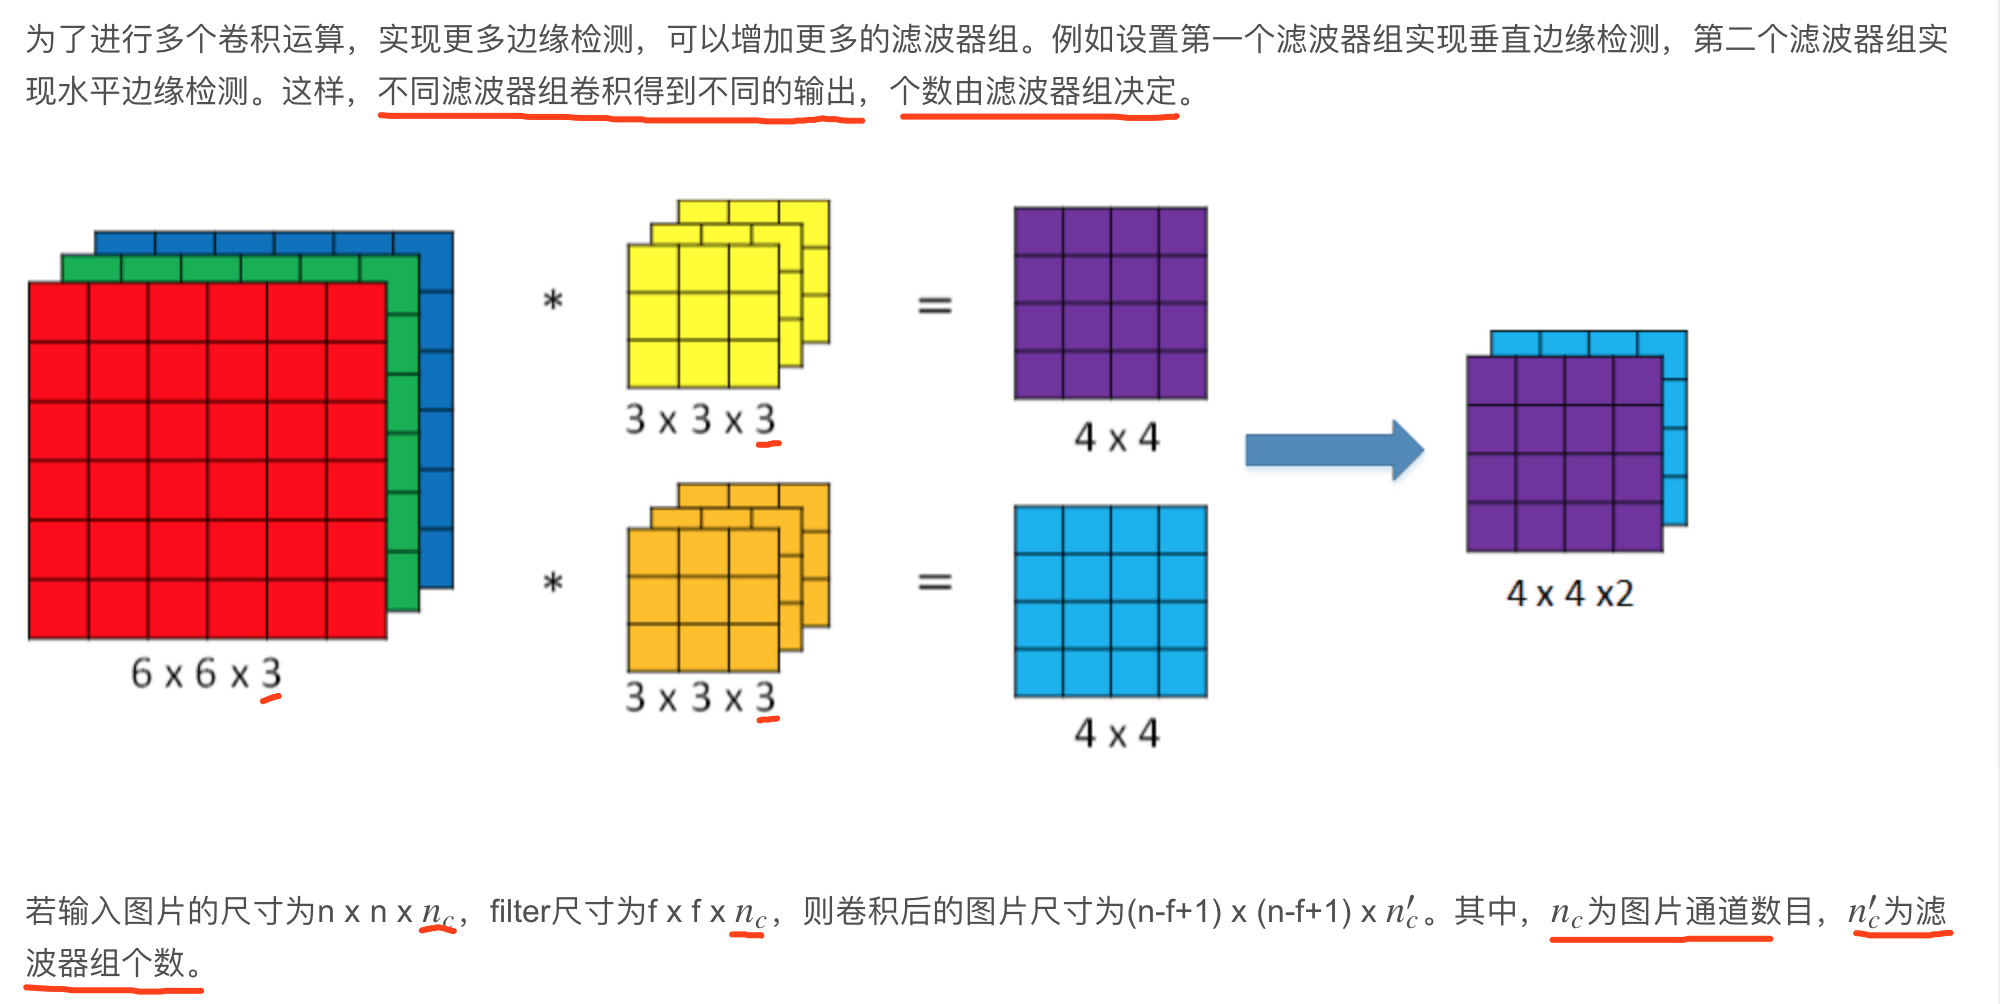 为了进行多个卷积运算，实现更多边缘检测，可以增加更多的滤波器组。例如设置第一个滤波器组实现垂直边缘检测，第二个滤波器组实
现水平边缘检测。这样，不同滤波器组卷积得到不同的输出，个数由滤波器组决定。
*
3 x 3 x 3
=
4 x 4
6 x 6 x 3
*
3 x 3 x 3
=
4 x 4
4 x 4 x2
若输入图片的尺寸为n x n x n_c，filter尺寸为f x f x n_c，则卷积后的图片尺寸为(n-f+1) x (n-f+1) x n′_c。其中，n_c为图片通道数目，n′_c为滤
波器组个数。